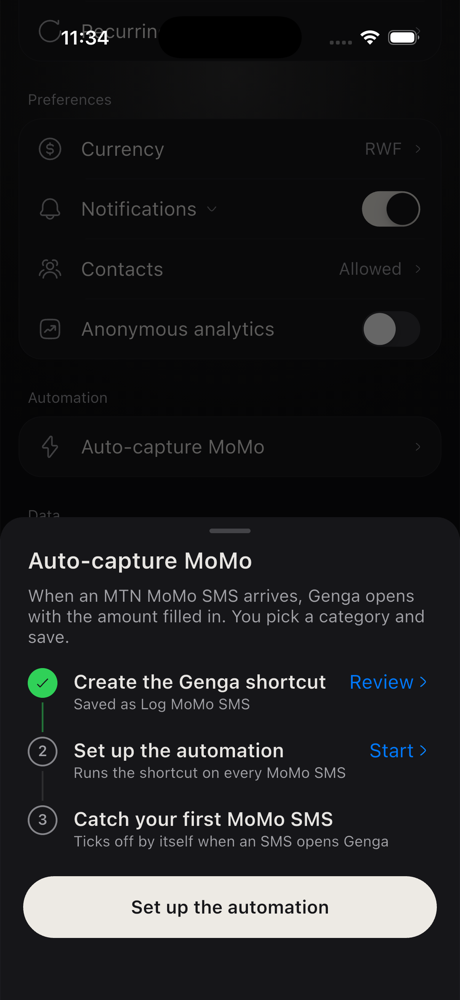 11:34
Recurrin
Preferences
Currency
RWF
Notifications
Contacts
Allowed
Anonymous analytics
Automation
Auto-capture MoMo
Data
Auto-capture MoMo
When an MTN MoMo SMS arrives, Genga opens
with the amount filled in. You pick a category and
save.
Create the Genga shortcut
Review
Saved as Log MoMo SMS
2
Set up the automation
Start
Runs the shortcut on every MoMo SMS
3
Catch your first MoMo SMS
Ticks off by itself when an SMS opens Genga
Set up the automation